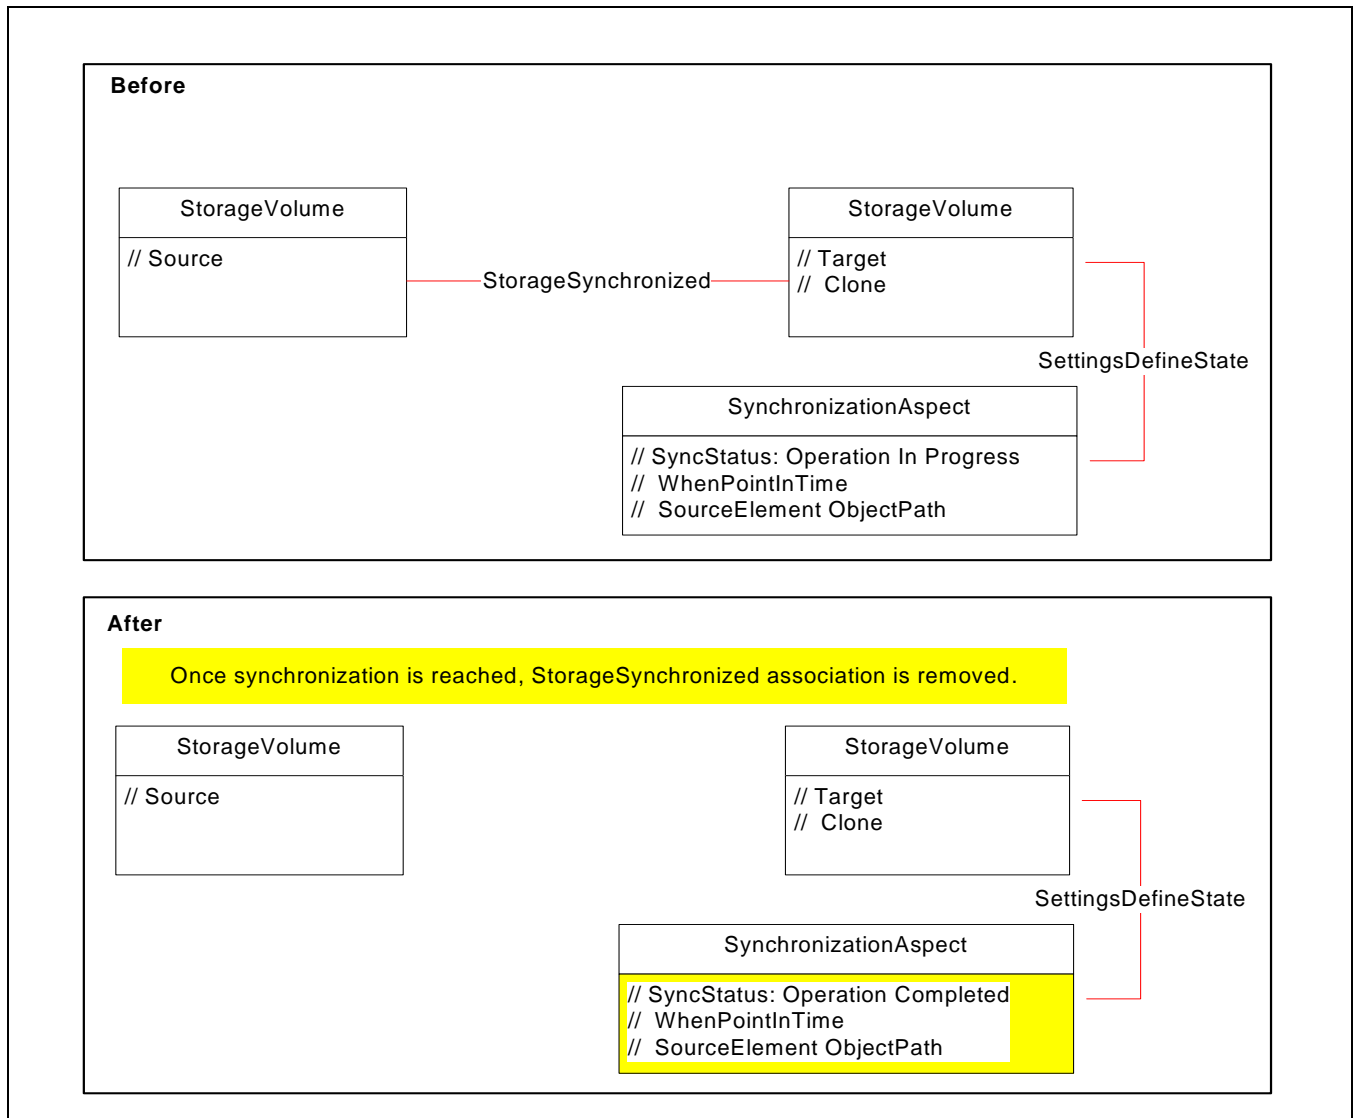 Before
StorageVolume
// Source
StorageSynchronized
StorageVolume
// Target
//  Clone
SettingsDefineState
SynchronizationAspect
// SyncStatus: Operation In Progress
//  WhenPointInTime
//  SourceElement ObjectPath
After
Once synchronization is reached, StorageSynchronized association is removed.
StorageVolume
// Source
StorageVolume
// Target
//  Clone
SettingsDefineState
SynchronizationAspect
// SyncStatus: Operation Completed
//  WhenPointInTime
//  SourceElement ObjectPath